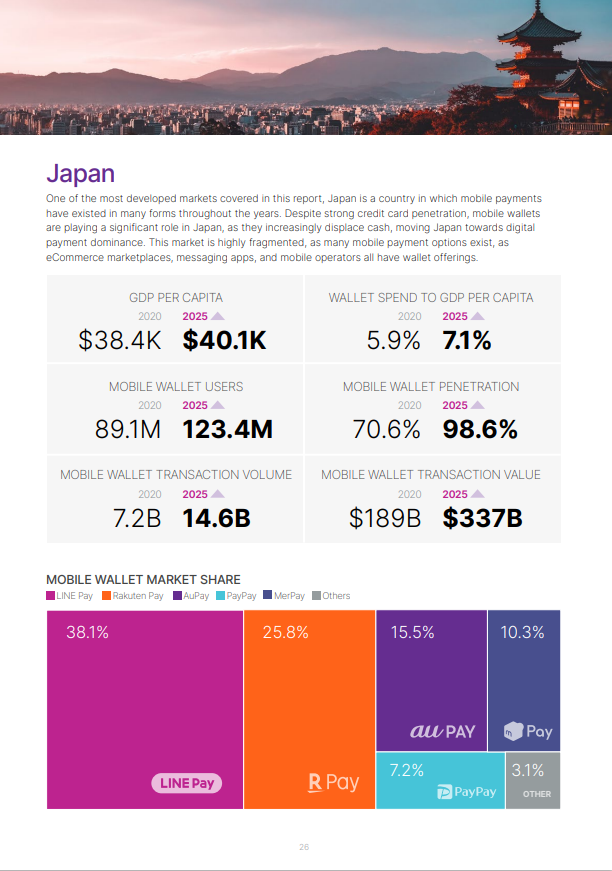 Japan
One of the most developed markets covered in this report, Japan is a country in which mobile payments
have existed in many forms throughout the years. Despite strong credit card penetration, mobile wallets
are playing a significant role in Japan, as they increasingly displace cash, moving Japan towards digital
payment dominance. This market is highly fragmented, as many mobile payment options exist, as
eCommerce marketplaces, messaging apps, and mobile operators all have wallet offerings.
GDP PER CAPITA
2020 2025
$38.4K $40.1K
WALLET SPEND TO GDP PER CAPITA
2020 2025
5.9% 7.1%
MOBILE WALLET USERS
2020 2025
89.1M 123.4M
MOBILE WALLET PENETRATION
2020 2025
70.6% 98.6%
MOBILE WALLET TRANSACTION VOLUME
2020 2025
7.2B 14.6B
MOBILE WALLET TRANSACTION VALUE
2020 2025
$189B $337B
MOBILE WALLET MARKET SHARE
LINE Pay Rakuten Pay AuPay PayPay MerPay Others
38.1%
LINE Pay
25.8%
R Pay
15.5%
au PAY
10.3%
m Pay
7.2%
PayPay
3.1%
OTHER
26